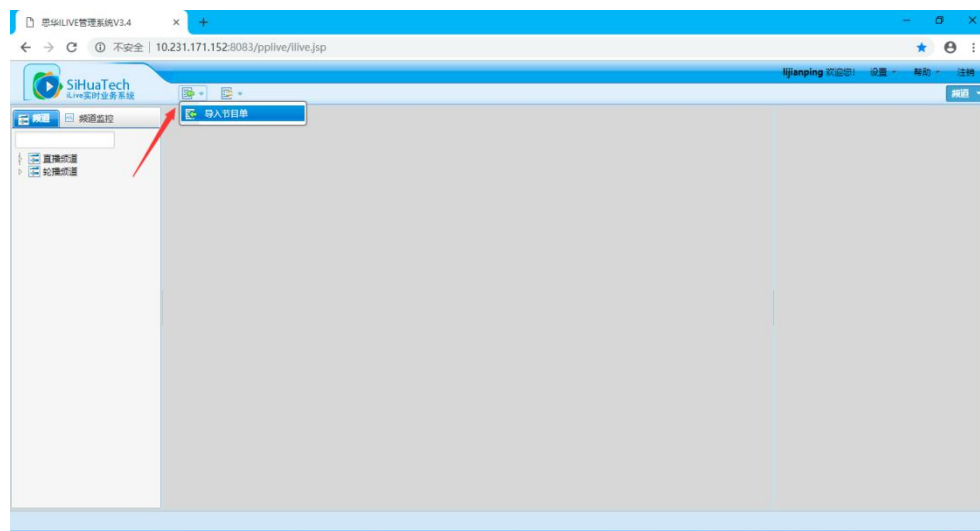 思华ILIVE管理系统V3.4
不安全 | 10.231.171.152:8083/pplive/ilive.jsp
lijianping 欢迎您! 设置 帮助 注销
SiHuaTech
iLive实时业务系统
频道
频道 频道监控
导入节目单
直播频道
轮播频道